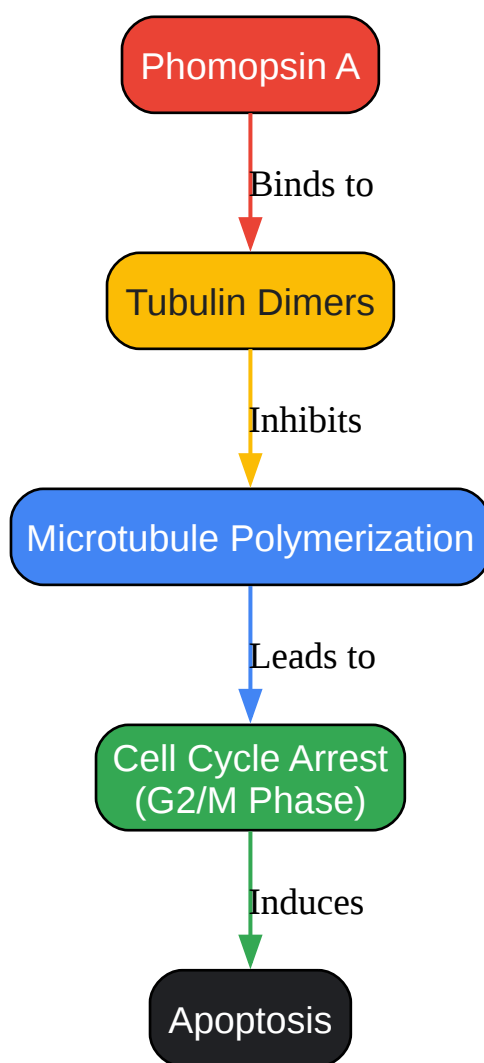 Phomopsin A
Binds to
Tubulin Dimers
Inhibits
Microtubule Polymerization
Leads to
Cell Cycle Arrest
(G2/M Phase)
Induces
Apoptosis